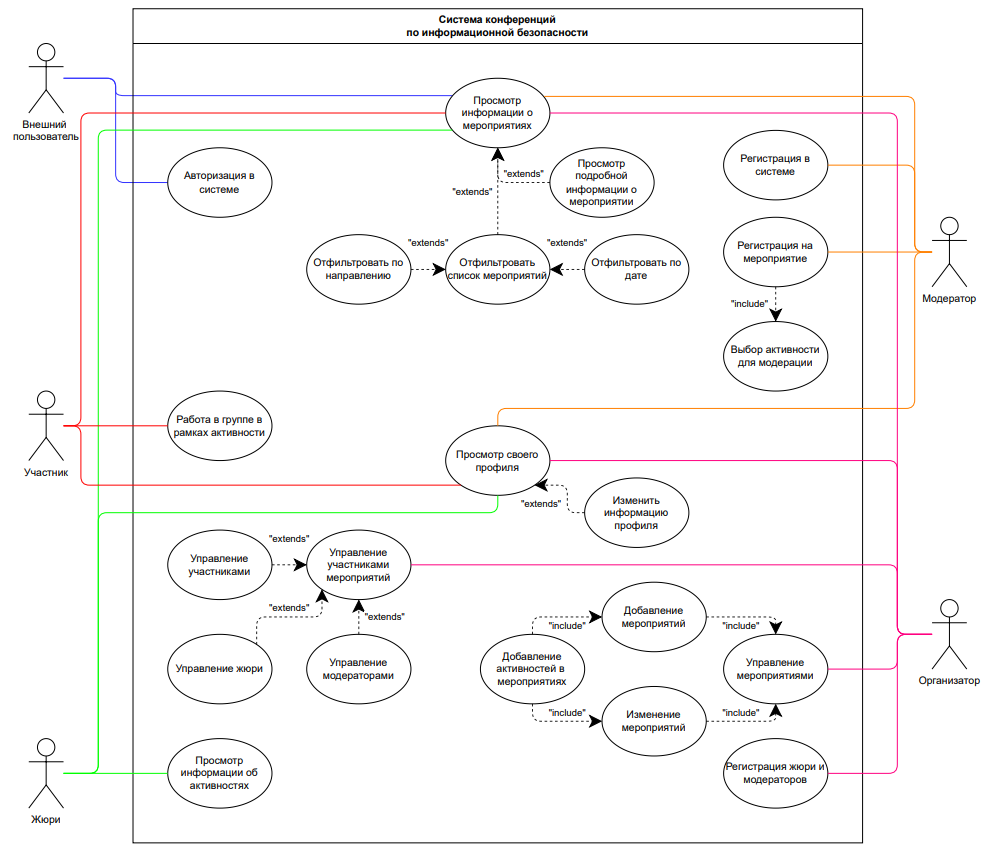 Система конференций
по информационной безопасности
Внешний
пользователь
Просмотр
информации о
мероприятиях
Авторизация в
системе
"extends"
"extends"
Просмотр
подробной
информации о
мероприятии
Регистрация в
системе
Отфильтровать по
направлению
"extends"
Отфильтровать
список мероприятий
"extends"
Отфильтровать по
дате
Регистрация на
мероприятие
Модератор
"include"
Выбор активности
для модерации
Участник
Работа в группе в
рамках активности
Просмотр своего
профиля
"extends"
Изменить
информацию
профиля
Управление
участниками
"extends"
Управление
участниками
мероприятий
"extends"
"extends"
Управление жюри
Управление
модераторами
Добавление
мероприятий
"include"
"include"
Добавление
активностей в
мероприятиях
Управление
мероприятиями
"include"
"include"
Изменение
мероприятий
Организатор
Жюри
Просмотр
информации об
активностях
Регистрация жюри и
модераторов